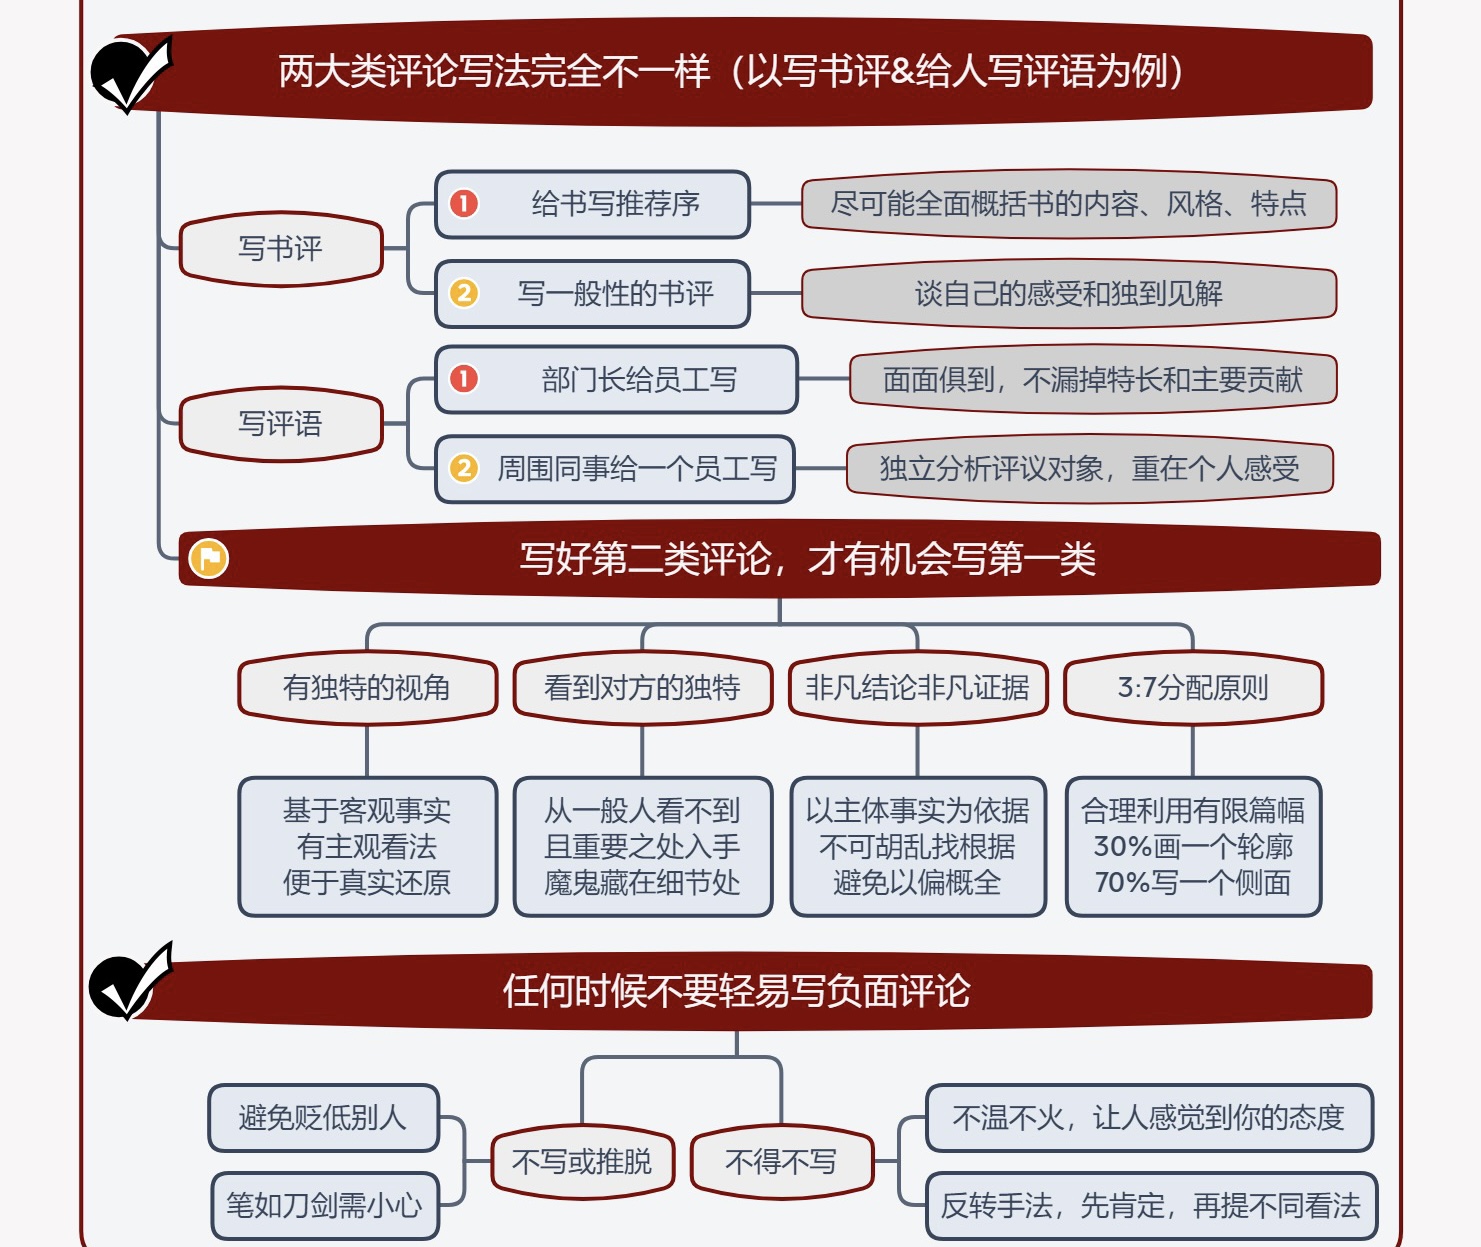 两大类评论写法完全不一样（以写书评&给人写评语为例）
写书评
1 给书写推荐序
尽可能全面概括书的内容、风格、特点
2 写一般性的书评
谈自己的感受和独到见解
写评语
1 部门长给员工写
面面俱到，不漏掉特长和主要贡献
2 周围同事给一个员工写
独立分析评议对象，重在个人感受
写好第二类评论，才有机会写第一类
有独特的视角
基于客观事实
有主观看法
便于真实还原
看到对方的独特
从一般人看不到
且重要之处入手
魔鬼藏在细节处
非凡结论非凡证据
以主体事实为依据
不可胡乱找根据
避免以偏概全
3:7分配原则
合理利用有限篇幅
30%画一个轮廓
70%写一个侧面
任何时候不要轻易写负面评论
不写或推脱
避免贬低别人
笔如刀剑需小心
不得不写
不温不火，让人感觉到你的态度
反转手法，先肯定，再提不同看法